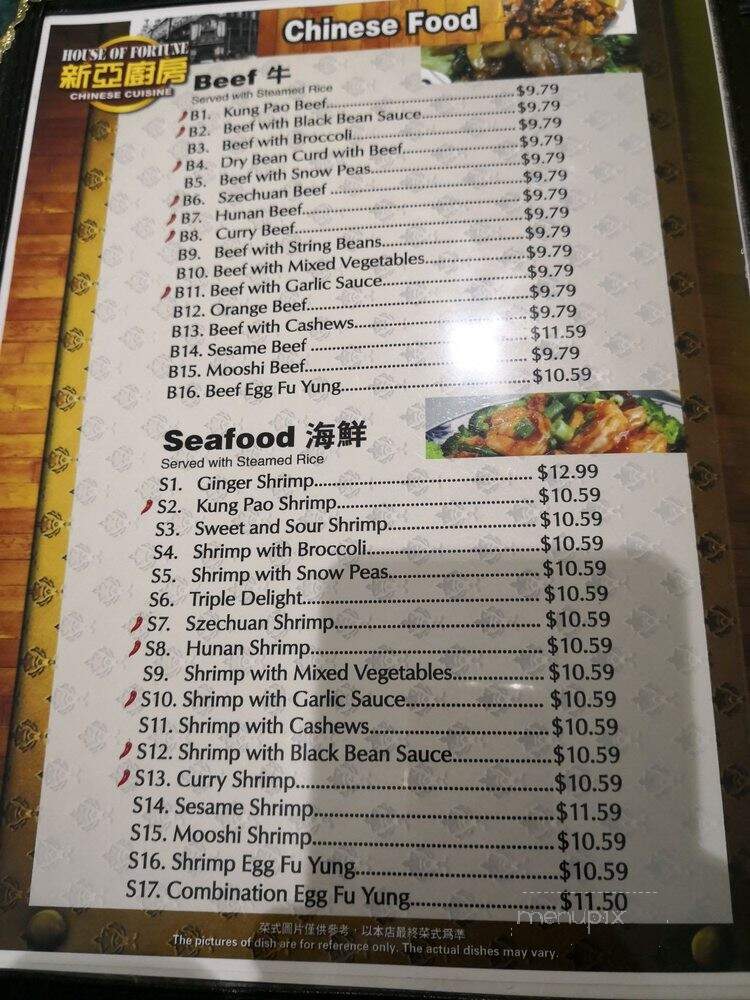 Chinese Food
HOUSE OF FORTUNE
新亞廚房
CHINESE CUISINE
Beef 牛
Served with Steamed Rice
B1. Kung Pao Beef........................................$9.79
B2. Beef with Black Bean Sauce....................$9.79
B3. Beef with Broccoli...................................$9.79
B4. Dry Bean Curd with Beef.........................$9.79
B5. Beef with Snow Peas................................$9.79
B6. Szechuan Beef ........................................$9.79
B7. Hunan Beef..............................................$9.79
B8. Curry Beef...............................................$9.79
B9. Beef with String Beans.............................$9.79
B10. Beef with Mixed Vegetables....................$9.79
B11. Beef with Garlic Sauce............................$9.79
B12. Orange Beef...........................................$9.79
B13. Beef with Cashews..................................$9.79
B14. Sesame Beef ..........................................$11.59
B15. Mooshi Beef...........................................$9.79
B16. Beef Egg Fu Yung....................................$10.59
Seafood 海鮮
Served with Steamed Rice
S1. Ginger Shrimp..........................................$12.99
S2. Kung Pao Shrimp......................................$10.59
S3. Sweet and Sour Shrimp............................$10.59
S4. Shrimp with Broccoli................................$10.59
S5. Shrimp with Snow Peas............................$10.59
S6. Triple Delight............................................$10.59
S7. Szechuan Shrimp......................................$10.59
S8. Hunan Shrimp..........................................$10.59
S9. Shrimp with Mixed Vegetables................$10.59
S10. Shrimp with Garlic Sauce........................$10.59
S11. Shrimp with Cashews..............................$10.59
S12. Shrimp with Black Bean Sauce................$10.59
S13. Curry Shrimp...........................................$10.59
S14. Sesame Shrimp........................................$11.59
S15. Mooshi Shrimp........................................$10.59
S16. Shrimp Egg Fu Yung.................................$10.59
S17. Combination Egg Fu Yung........................$11.50
menupix
菜式圖片僅供參考，以本店最終菜式爲準
The pictures of dish are for reference only. The actual dishes may vary.